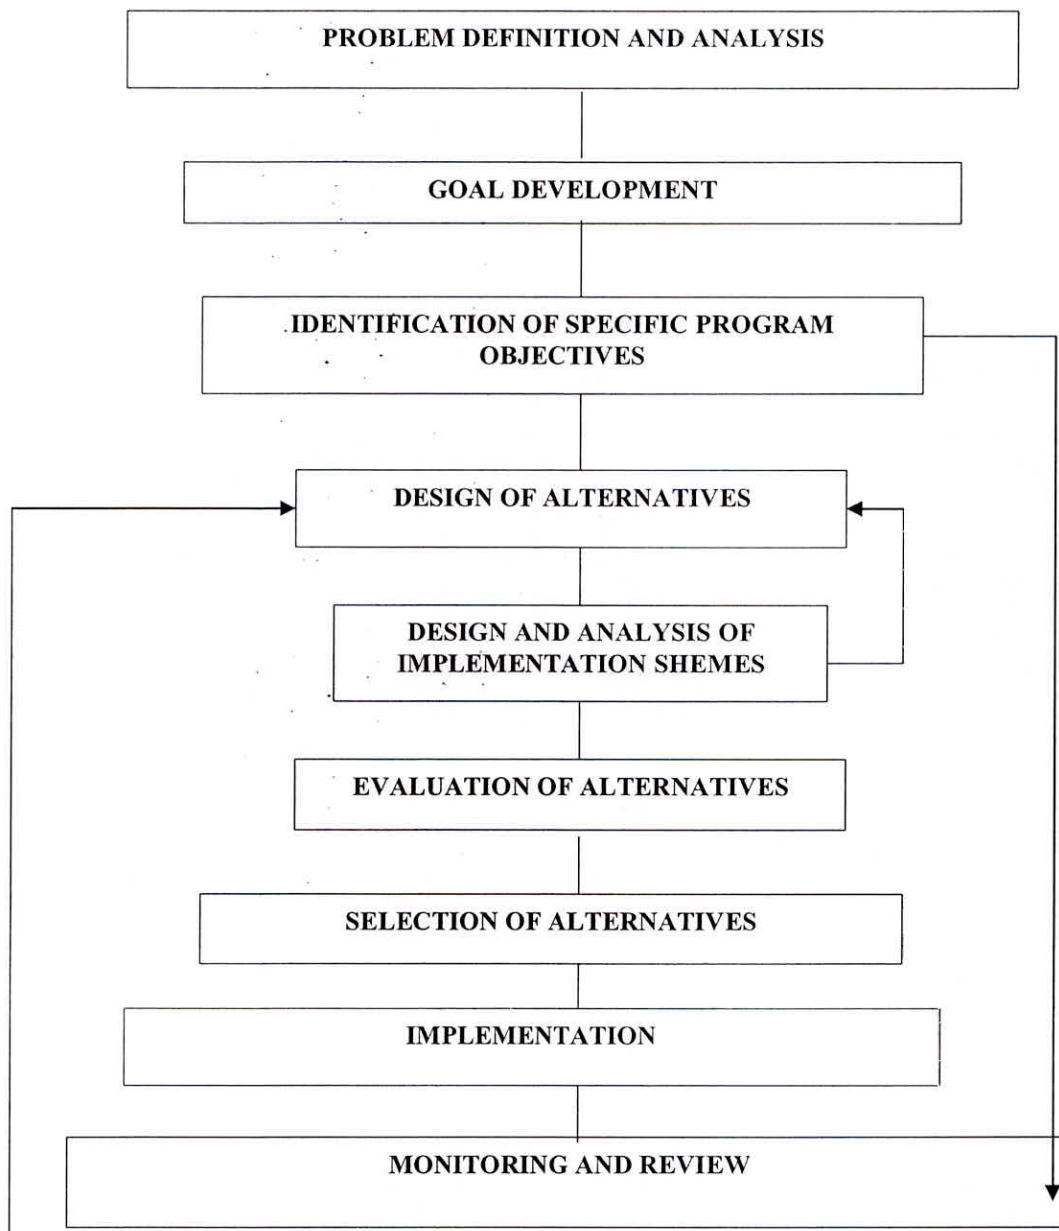 PROBLEM DEFINITION AND ANALYSIS
GOAL DEVELOPMENT
IDENTIFICATION OF SPECIFIC PROGRAM
OBJECTIVES
DESIGN OF ALTERNATIVES
DESIGN AND ANALYSIS OF
IMPLEMENTATION SHEMES
EVALUATION OF ALTERNATIVES
SELECTION OF ALTERNATIVES
IMPLEMENTATION
MONITORING AND REVIEW